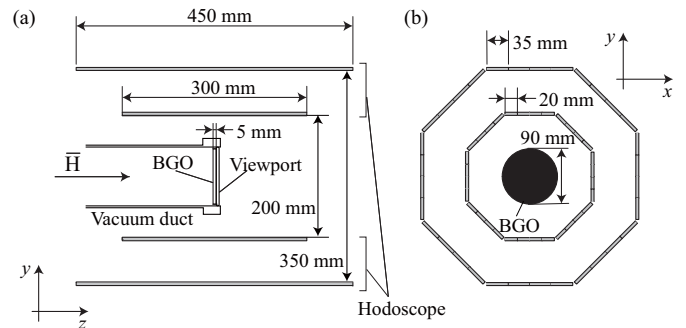 (a)
450 mm
300 mm
5 mm
H̅
BGO
Viewport
Vacuum duct
200 mm
350 mm
y
z
Hodoscope
(b)
35 mm
y
x
20 mm
90 mm
BGO